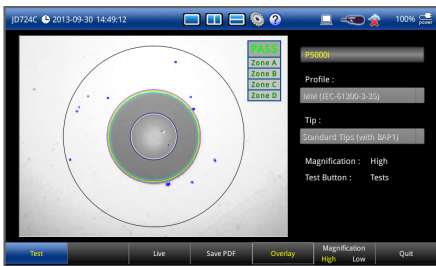 JD724C 2013-09-30 14:49:12
100% power
PASS
Zone A
Zone B
Zone C
Zone D
P5000i
Profile :
MM (IEC-61300-3-35)
Tip :
Standard Tips (with BAP1)
Magnification : High
Test Button : Tests
Test
Live
Save PDF
Overlay
Magnification
High Low
Quit